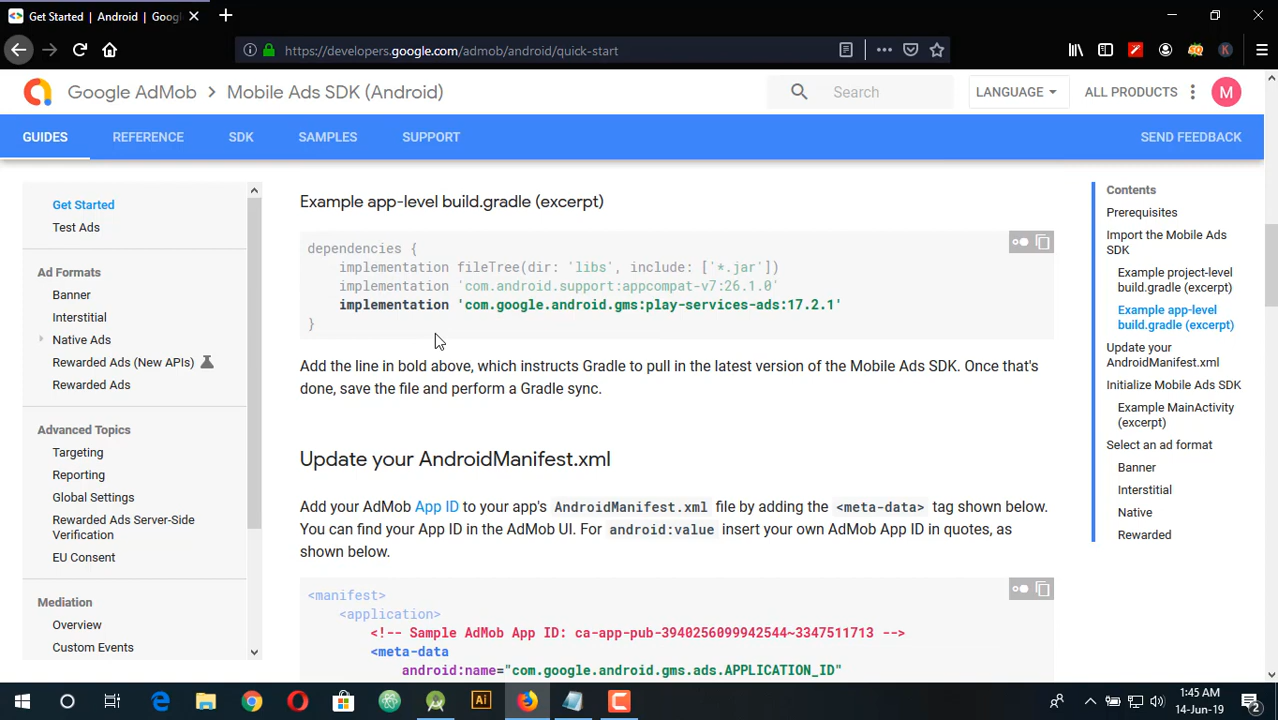 Get Started | Android | Goog
https://developers.google.com/admob/android/quick-start
Google AdMob
Mobile Ads SDK (Android)
Search
LANGUAGE
ALL PRODUCTS
M
GUIDES
REFERENCE
SDK
SAMPLES
SUPPORT
SEND FEEDBACK
Get Started
Test Ads
Ad Formats
Banner
Interstitial
Native Ads
Rewarded Ads (New APIs)
Rewarded Ads
Advanced Topics
Targeting
Reporting
Global Settings
Rewarded Ads Server-Side
Verification
EU Consent
Mediation
Overview
Custom Events
Example app-level build.gradle (excerpt)
dependencies {
implementation fileTree(dir: 'libs', include: ['*.jar'])
implementation 'com.android.support:appcompat-v7:26.1.0'
implementation 'com.google.android.gms:play-services-ads:17.2.1'
}
Add the line in bold above, which instructs Gradle to pull in the latest version of the Mobile Ads SDK. Once that's
done, save the file and perform a Gradle sync.
Update your AndroidManifest.xml
Add your AdMob App ID to your app's AndroidManifest.xml file by adding the <meta-data> tag shown below.
You can find your App ID in the AdMob UI. For android:value insert your own AdMob App ID in quotes, as
shown below.
<manifest>
<application>
<!-- Sample AdMob App ID: ca-app-pub-3940256099942544~3347511713 -->
<meta-data
android:name="com.google.android.gms.ads.APPLICATION_ID"
Contents
Prerequisites
Import the Mobile Ads
SDK
Example project-level
build.gradle (excerpt)
Example app-level
build.gradle (excerpt)
Update your
AndroidManifest.xml
Initialize Mobile Ads SDK
Example MainActivity
(excerpt)
Select an ad format
Banner
Interstitial
Native
Rewarded
Ai
1:45 AM
14-Jun-19
2
K